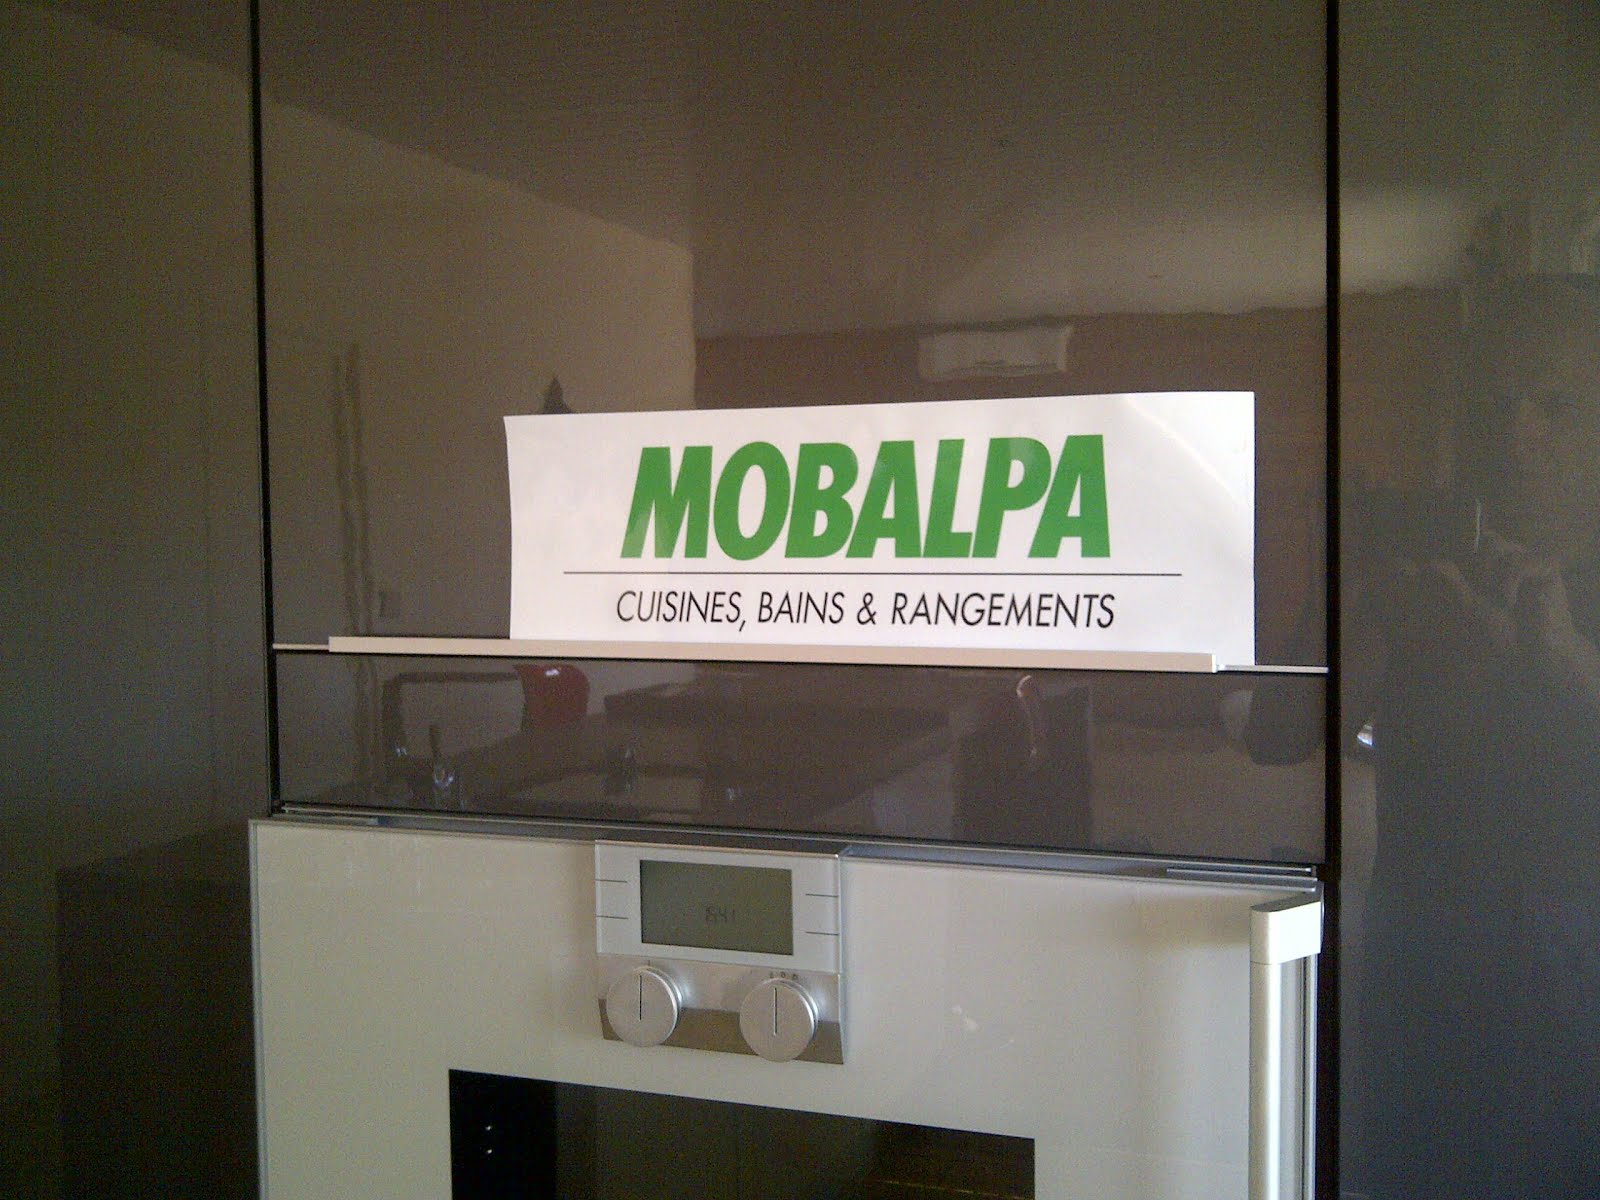 MOBALPA
CUISINES, BAINS & RANGEMENTS